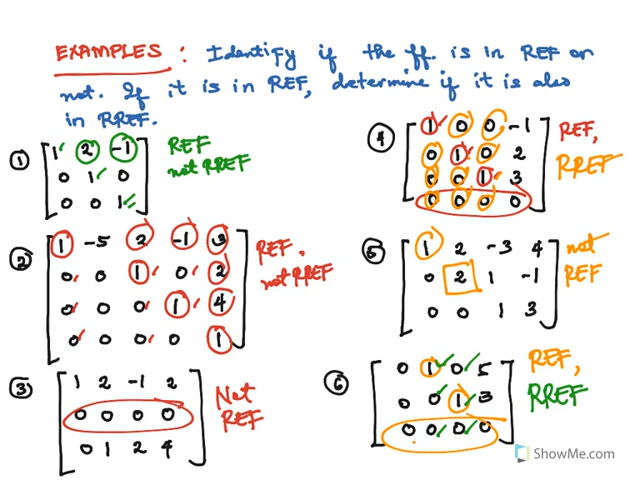 EXAMPLES : Identify if the ff. is in REF or
not. If it is in REF, determine if it is also
in RREF.
① 1 2 -1 REF
0 1 0 not RREF
0 0 1
② 1 -5 2 -1 3 REF,
0 0 1 0 2 not RREF
0 0 0 1 4
0 0 0 0 1
③ 1 2 -1 2 Not
0 0 0 0 REF
0 1 2 4
④ 1 0 0 -1 REF,
0 1 0 2 RREF
0 0 1 3
0 0 0 0
⑤ 1 2 -3 4 not
0 2 1 -1 REF
0 0 1 3
⑥ 0 1 0 5 REF,
0 0 1 3 RREF
0 0 0 0
ShowMe.com